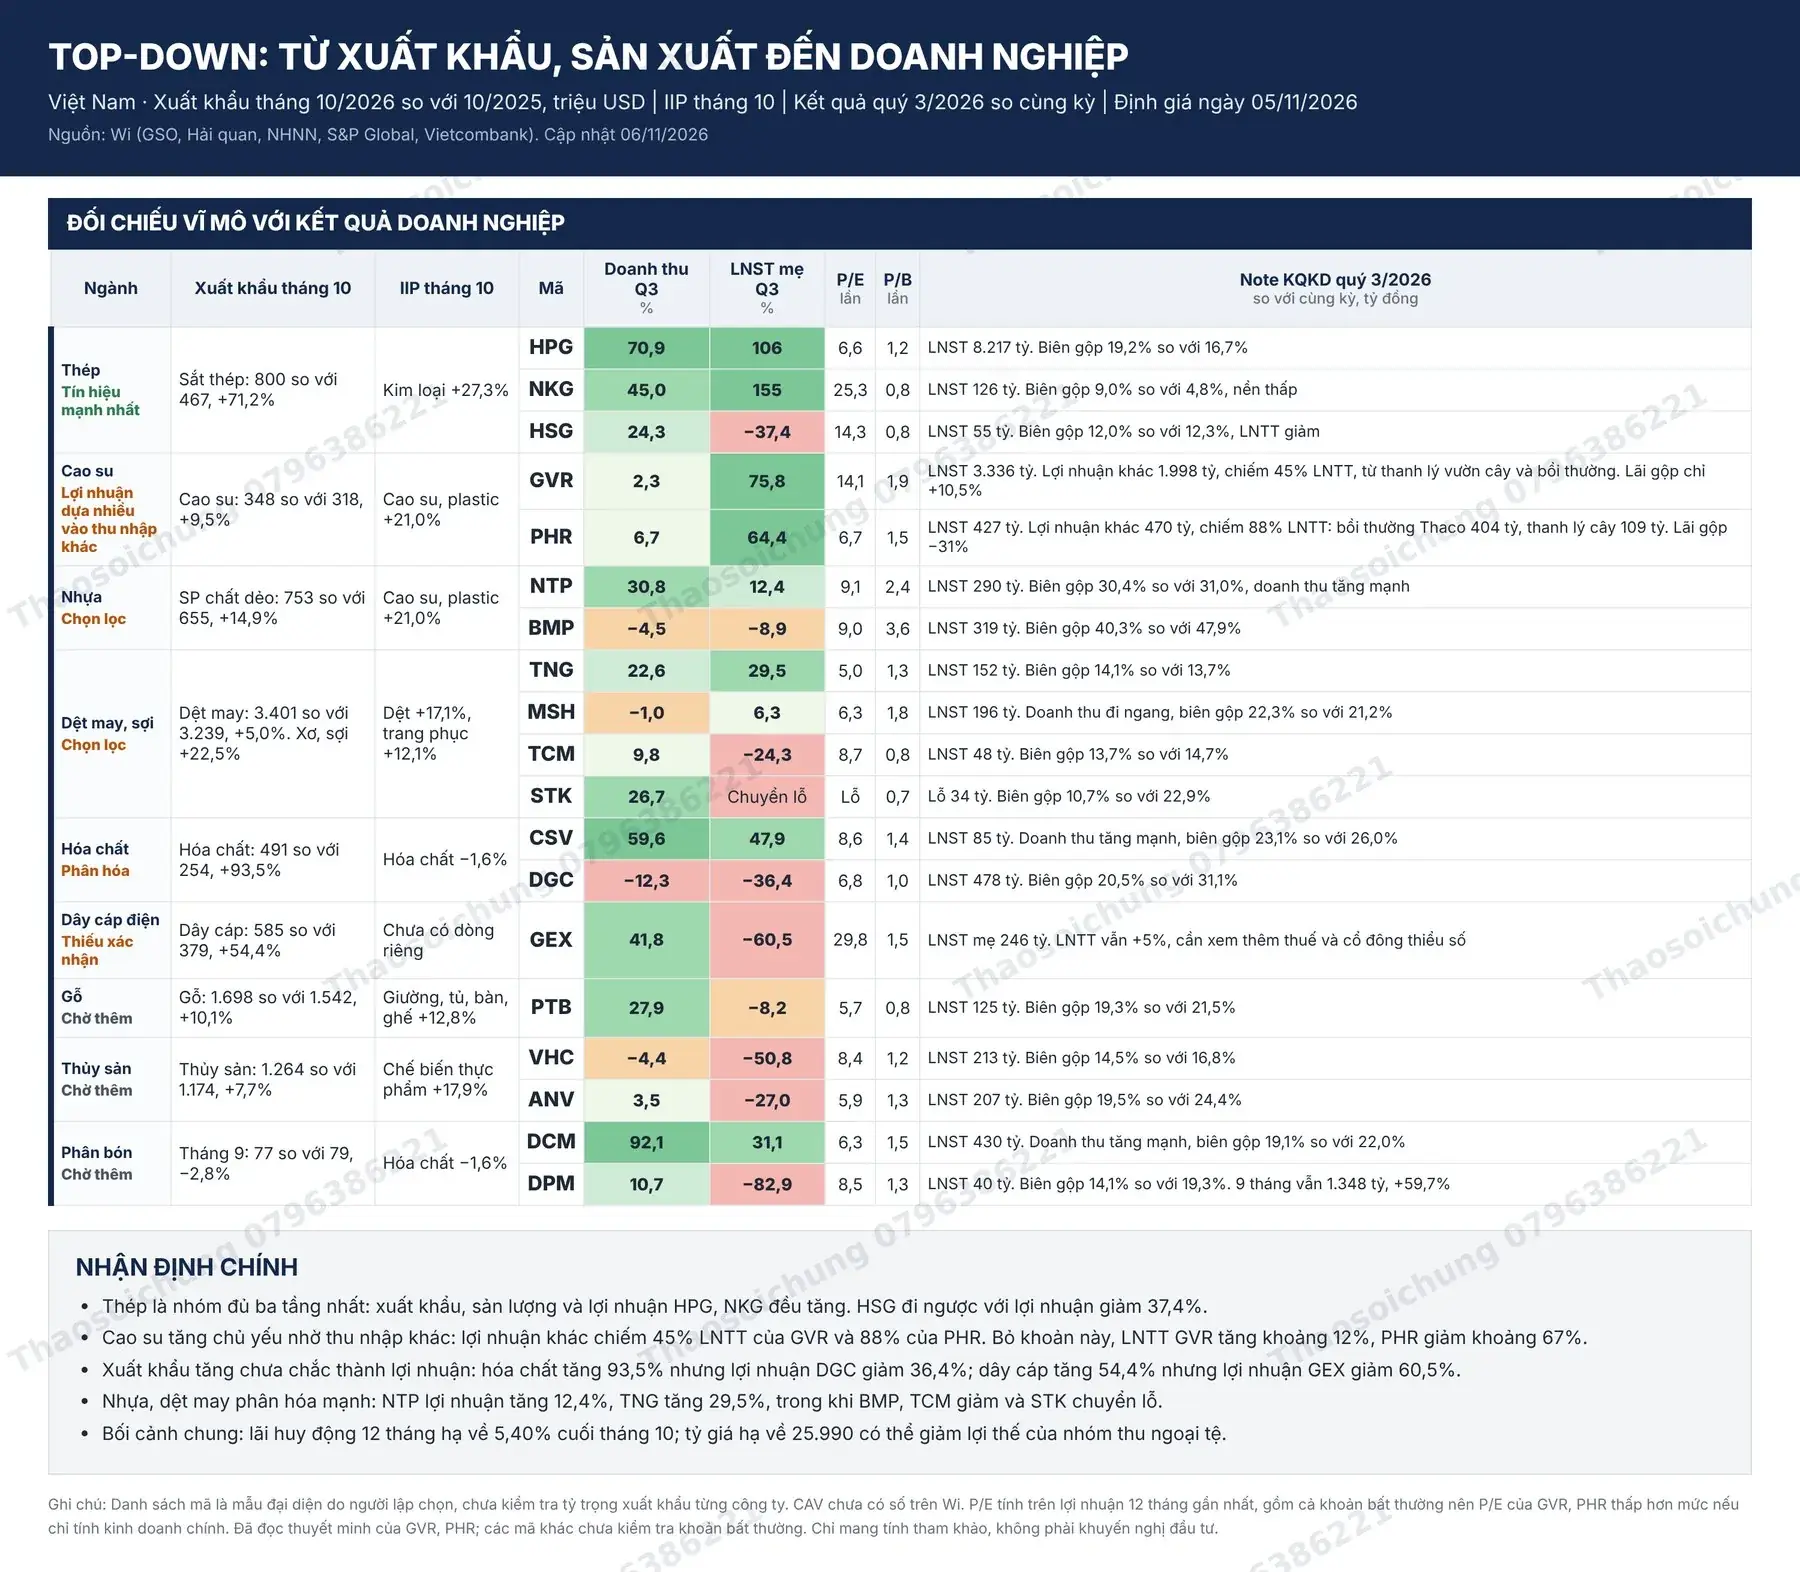 TOP-DOWN: TỪ XUẤT KHẨU, SẢN XUẤT ĐẾN DOANH NGHIỆP
Việt Nam · Xuất khẩu tháng 10/2026 so với 10/2025, triệu USD | IIP tháng 10 | Kết quả quý 3/2026 so cùng kỳ | Định giá ngày 05/11/2026
Nguồn: Wi (GSO, Hải quan, NHNN, S&P Global, Vietcombank). Cập nhật 06/11/2026
ĐỐI CHIẾU VĨ MÔ VỚI KẾT QUẢ DOANH NGHIỆP
Ngành
Xuất khẩu tháng 10
IIP tháng 10
Mã
Doanh thu
Q3
%
LNST mẹ
Q3
%
P/E
lần
P/B
lần
Note KQKD quý 3/2026
so với cùng kỳ, tỷ đồng
Thép
Tín hiệu
mạnh nhất
Sắt thép: 800 so với
467, +71,2%
Kim loại +27,3%
HPG 70,9 106 6,6 1,2 LNST 8.217 tỷ. Biên gộp 19,2% so với 16,7%
NKG 45,0 155 25,3 0,8 LNST 126 tỷ. Biên gộp 9,0% so với 4,8%, nền thấp
HSG 24,3 −37,4 14,3 0,8 LNST 55 tỷ. Biên gộp 12,0% so với 12,3%, LNTT giảm
Cao su
Lợi nhuận
dựa nhiều
vào thu nhập
khác
Cao su: 348 so với 318,
+9,5%
Cao su, plastic
+21,0%
GVR 2,3 75,8 14,1 1,9 LNST 3.336 tỷ. Lợi nhuận khác 1.998 tỷ, chiếm 45% LNTT, từ thanh lý vườn cây và bồi thường. Lãi gộp chỉ
+10,5%
PHR 6,7 64,4 6,7 1,5 LNST 427 tỷ. Lợi nhuận khác 470 tỷ, chiếm 88% LNTT: bồi thường Thaco 404 tỷ, thanh lý cây 109 tỷ. Lãi gộp
−31%
Nhựa
Chọn lọc
SP chất dẻo: 753 so với
655, +14,9%
Cao su, plastic
+21,0%
NTP 30,8 12,4 9,1 2,4 LNST 290 tỷ. Biên gộp 30,4% so với 31,0%, doanh thu tăng mạnh
BMP −4,5 −8,9 9,0 3,6 LNST 319 tỷ. Biên gộp 40,3% so với 47,9%
Dệt may, sợi
Chọn lọc
Dệt may: 3.401 so với
3.239, +5,0%. Xơ, sợi
+22,5%
Dệt +17,1%,
trang phục
+12,1%
TNG 22,6 29,5 5,0 1,3 LNST 152 tỷ. Biên gộp 14,1% so với 13,7%
MSH −1,0 6,3 6,3 1,8 LNST 196 tỷ. Doanh thu đi ngang, biên gộp 22,3% so với 21,2%
TCM 9,8 −24,3 8,7 0,8 LNST 48 tỷ. Biên gộp 13,7% so với 14,7%
STK 26,7 Chuyển lỗ Lỗ 0,7 Lỗ 34 tỷ. Biên gộp 10,7% so với 22,9%
Hóa chất
Phân hóa
Hóa chất: 491 so với
254, +93,5%
Hóa chất −1,6%
CSV 59,6 47,9 8,6 1,4 LNST 85 tỷ. Doanh thu tăng mạnh, biên gộp 23,1% so với 26,0%
DGC −12,3 −36,4 6,8 1,0 LNST 478 tỷ. Biên gộp 20,5% so với 31,1%
Dây cáp điện
Thiếu xác
nhận
Dây cáp: 585 so với
379, +54,4%
Chưa có dòng
riêng
GEX 41,8 −60,5 29,8 1,5 LNST mẹ 246 tỷ. LNTT vẫn +5%, cần xem thêm thuế và cổ đông thiểu số
Gỗ
Chờ thêm
Gỗ: 1.698 so với 1.542,
+10,1%
Giường, tủ, bàn,
ghế +12,8%
PTB 27,9 −8,2 5,7 0,8 LNST 125 tỷ. Biên gộp 19,3% so với 21,5%
Thủy sản
Chờ thêm
Thủy sản: 1.264 so với
1.174, +7,7%
Chế biến thực
phẩm +17,9%
VHC −4,4 −50,8 8,4 1,2 LNST 213 tỷ. Biên gộp 14,5% so với 16,8%
ANV 3,5 −27,0 5,9 1,3 LNST 207 tỷ. Biên gộp 19,5% so với 24,4%
Phân bón
Chờ thêm
Tháng 9: 77 so với 79,
−2,8%
Hóa chất −1,6%
DCM 92,1 31,1 6,3 1,5 LNST 430 tỷ. Doanh thu tăng mạnh, biên gộp 19,1% so với 22,0%
DPM 10,7 −82,9 8,5 1,3 LNST 40 tỷ. Biên gộp 14,1% so với 19,3%. 9 tháng vẫn 1.348 tỷ, +59,7%
NHẬN ĐỊNH CHÍNH
• Thép là nhóm đủ ba tầng nhất: xuất khẩu, sản lượng và lợi nhuận HPG, NKG đều tăng. HSG đi ngược với lợi nhuận giảm 37,4%.
• Cao su tăng chủ yếu nhờ thu nhập khác: lợi nhuận khác chiếm 45% LNTT của GVR và 88% của PHR. Bỏ khoản này, LNTT GVR tăng khoảng 12%, PHR giảm khoảng 67%.
• Xuất khẩu tăng chưa chắc thành lợi nhuận: hóa chất tăng 93,5% nhưng lợi nhuận DGC giảm 36,4%; dây cáp tăng 54,4% nhưng lợi nhuận GEX giảm 60,5%.
• Nhựa, dệt may phân hóa mạnh: NTP lợi nhuận tăng 12,4%, TNG tăng 29,5%, trong khi BMP, TCM giảm và STK chuyển lỗ.
• Bối cảnh chung: lãi huy động 12 tháng hạ về 5,40% cuối tháng 10; tỷ giá hạ về 25.990 có thể giảm lợi thế của nhóm thu ngoại tệ.
Ghi chú: Danh sách mã là mẫu đại diện do người lập chọn, chưa kiểm tra tỷ trọng xuất khẩu từng công ty. CAV chưa có số trên Wi. P/E tính trên lợi nhuận 12 tháng gần nhất, gồm cả khoản bất thường nên P/E của GVR, PHR thấp hơn mức nếu
chỉ tính kinh doanh chính. Đã đọc thuyết minh của GVR, PHR; các mã khác chưa kiểm tra khoản bất thường. Chỉ mang tính tham khảo, không phải khuyến nghị đầu tư.
Thaosoichung 0796386221